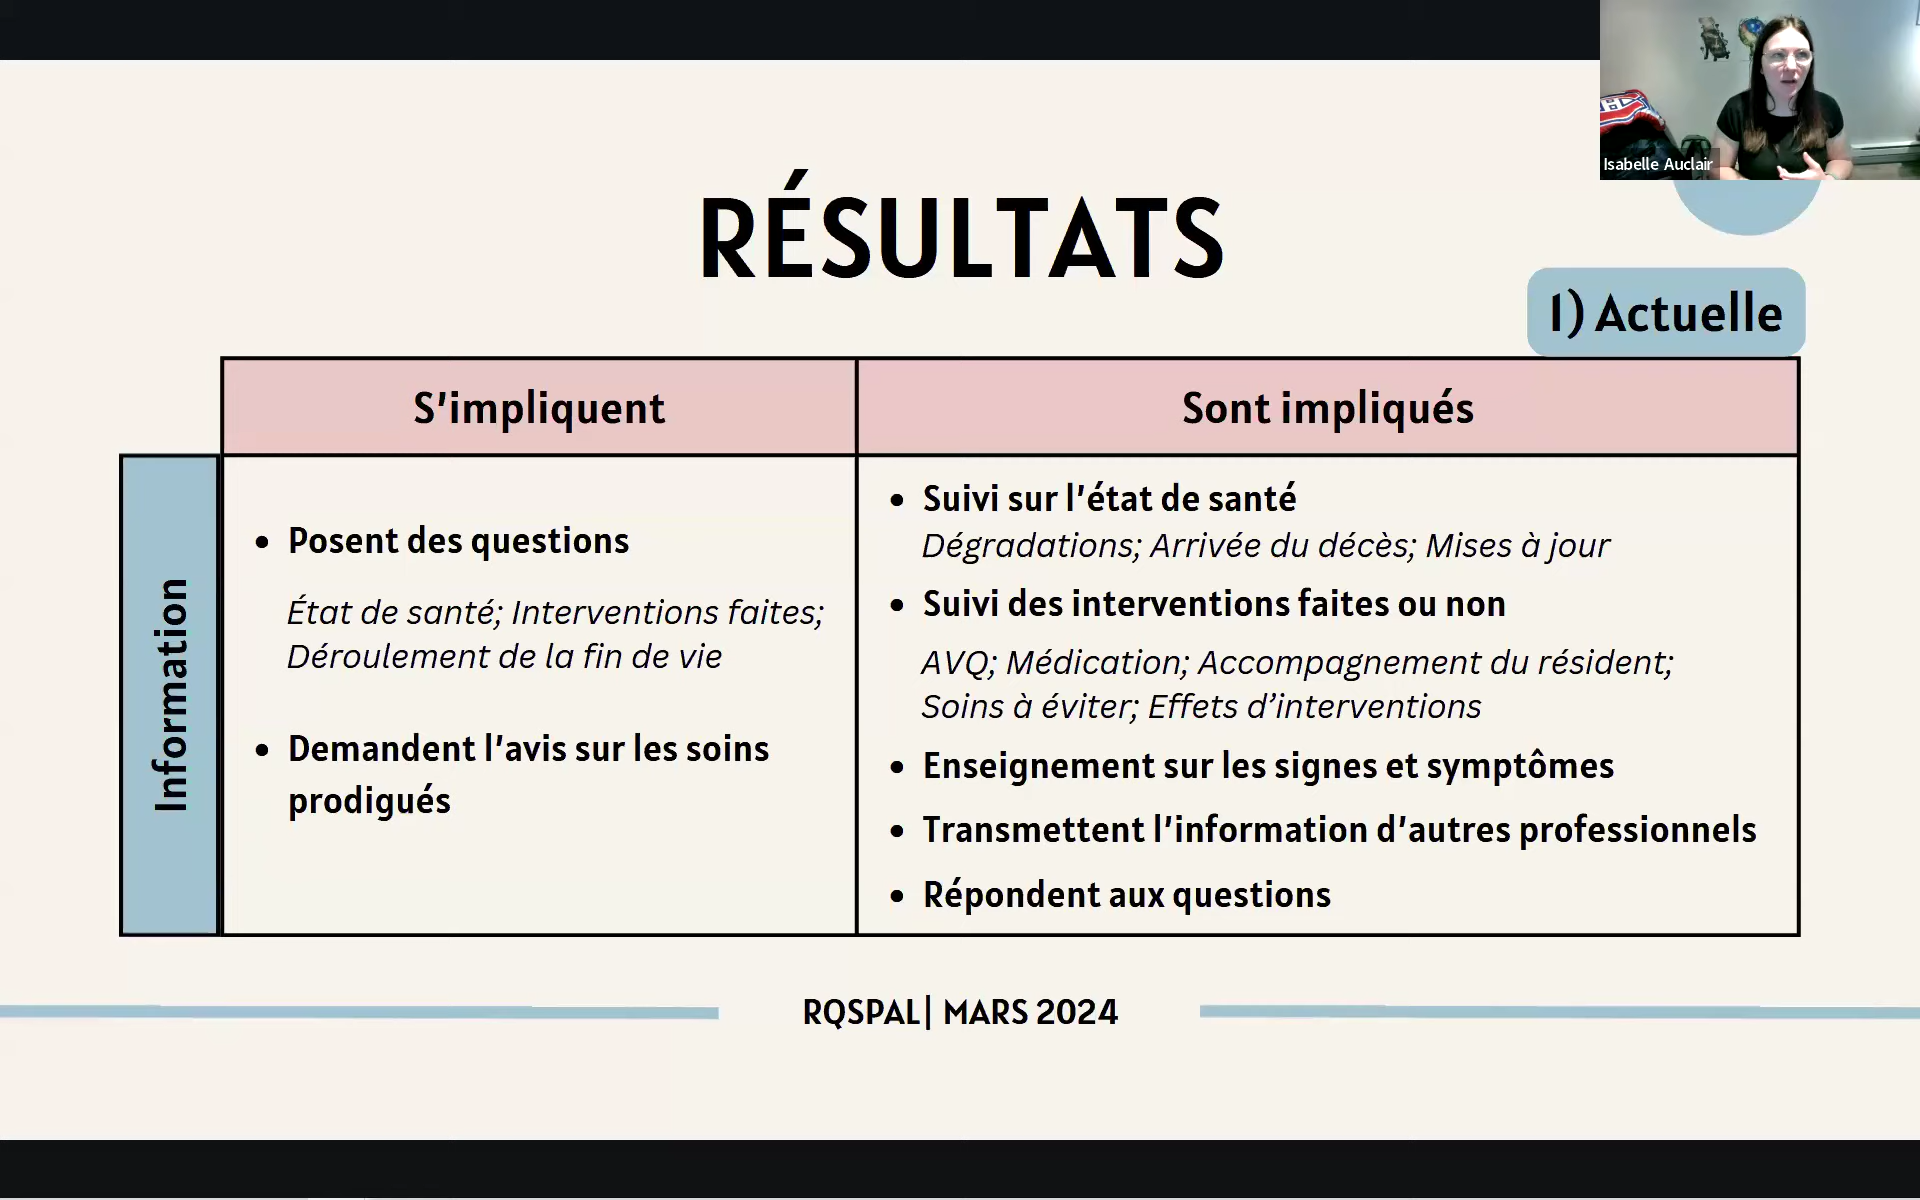 Isabelle Auclair
RÉSULTATS
1) Actuelle
S'impliquent
Sont impliqués
Information
• Posent des questions
État de santé; Interventions faites;
Déroulement de la fin de vie
• Demandent l'avis sur les soins
prodigués
• Suivi sur l'état de santé
Dégradations; Arrivée du décès; Mises à jour
• Suivi des interventions faites ou non
AVQ; Médication; Accompagnement du résident;
Soins à éviter; Effets d'interventions
• Enseignement sur les signes et symptômes
• Transmettent l'information d'autres professionnels
• Répondent aux questions
RQSPAL| MARS 2024